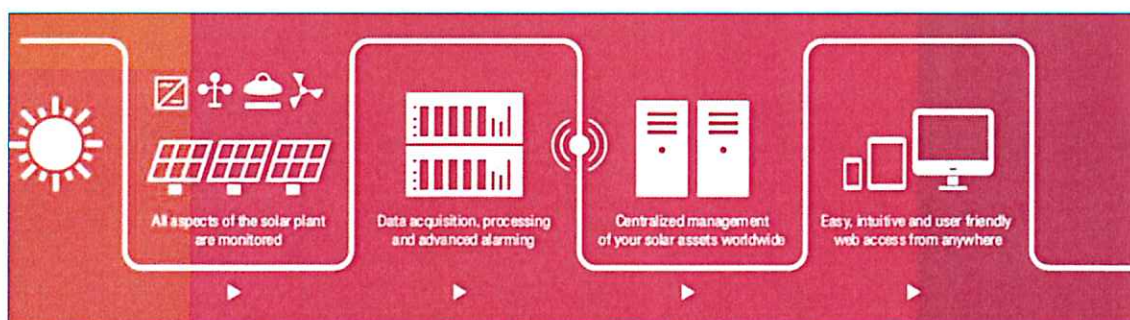 All aspects of the solar plant
are monitored
Data acquisition, processing
and advanced alarming
Centralized management
of your solar assets worldwide
Easy, intuitive and user friendly
web access from anywhere